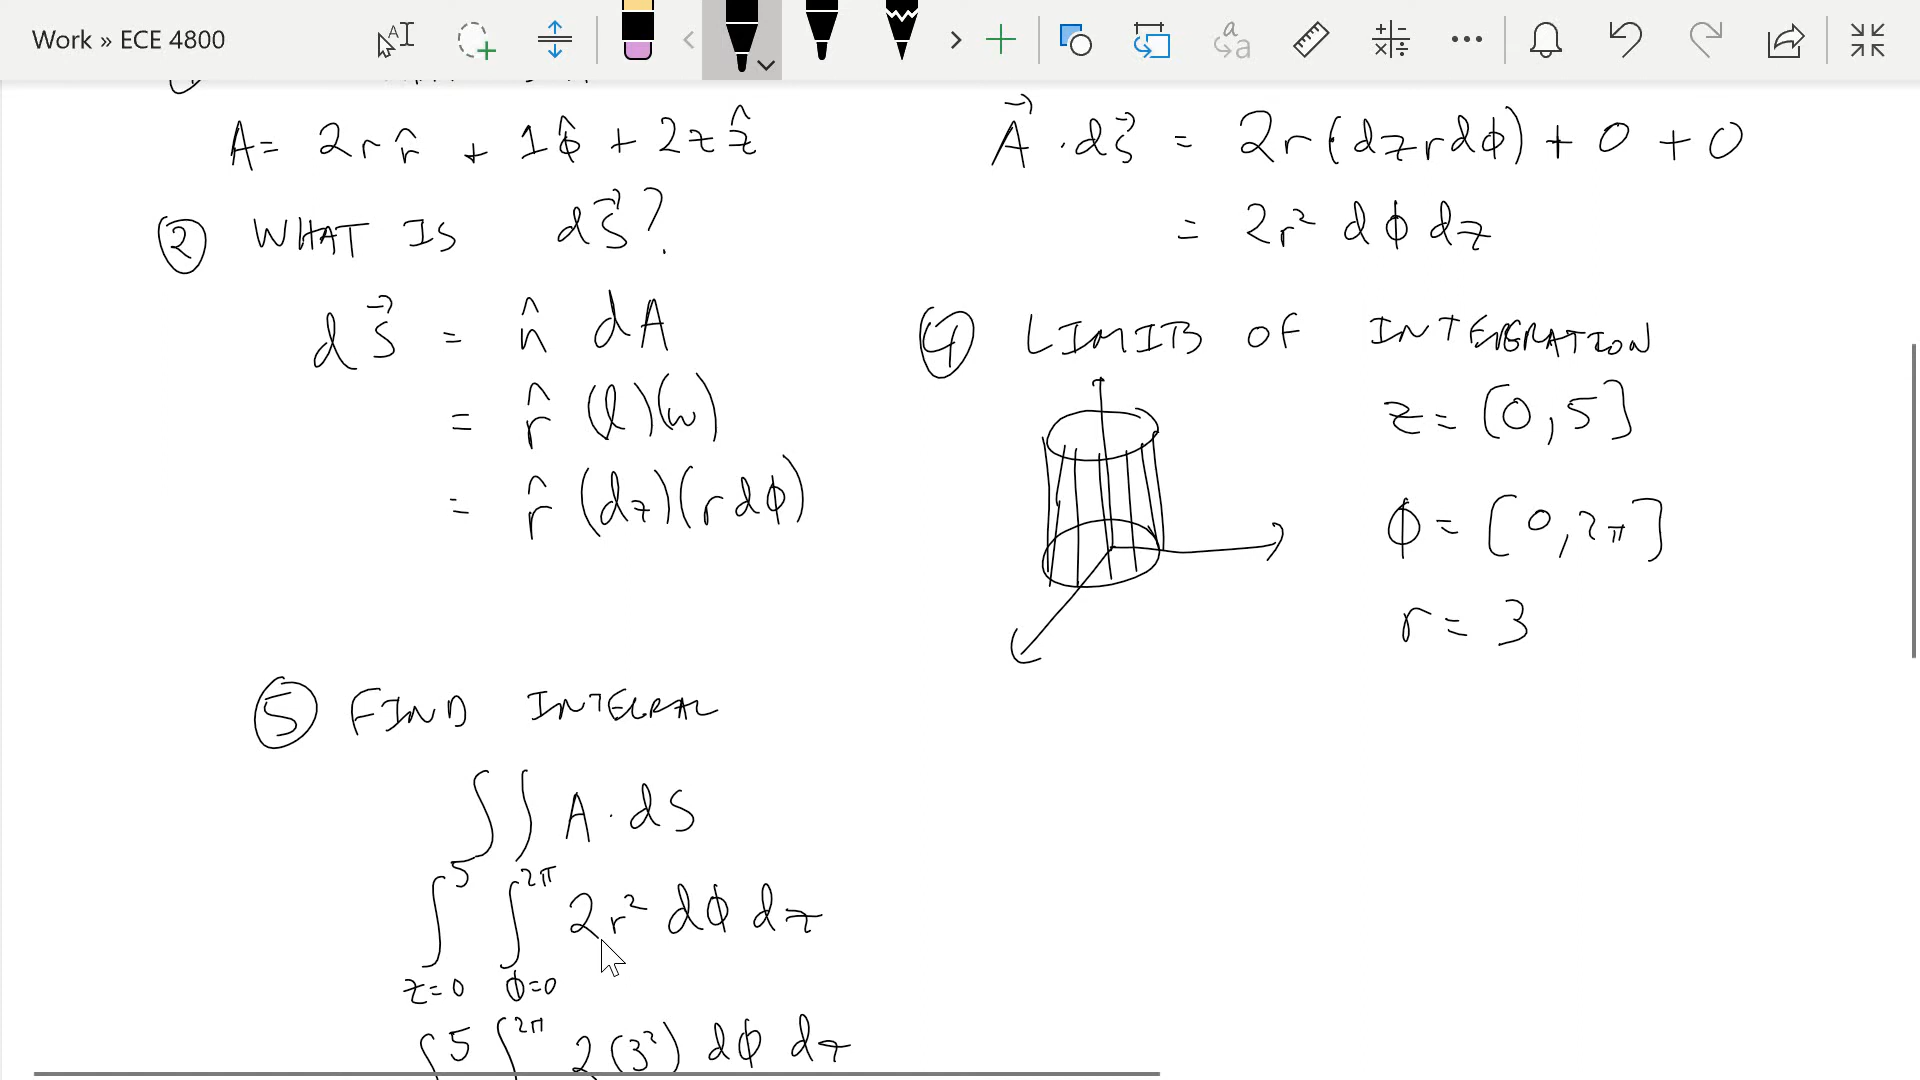 Work » ECE 4800
A = 2r r̂ + 1ϕ̂ + 2z ẑ
② WHAT IS dS⃗?
dS⃗ = n̂ dA
= r̂ (l)(w)
= r̂ (dz)(r dϕ)
A⃗ · dS⃗ = 2r(dz r dϕ) + 0 + 0
= 2r² dϕ dz
④ LIMITS OF INTEGRATION
z = [0, 5]
ϕ = [0, 2π]
r = 3
⑤ FIND INTEGRAL
∫∫ A · dS
∫_{z=0}^{5} ∫_{ϕ=0}^{2π} 2r² dϕ dz
∫^{5} ∫^{2π} 2(3²) dϕ dz